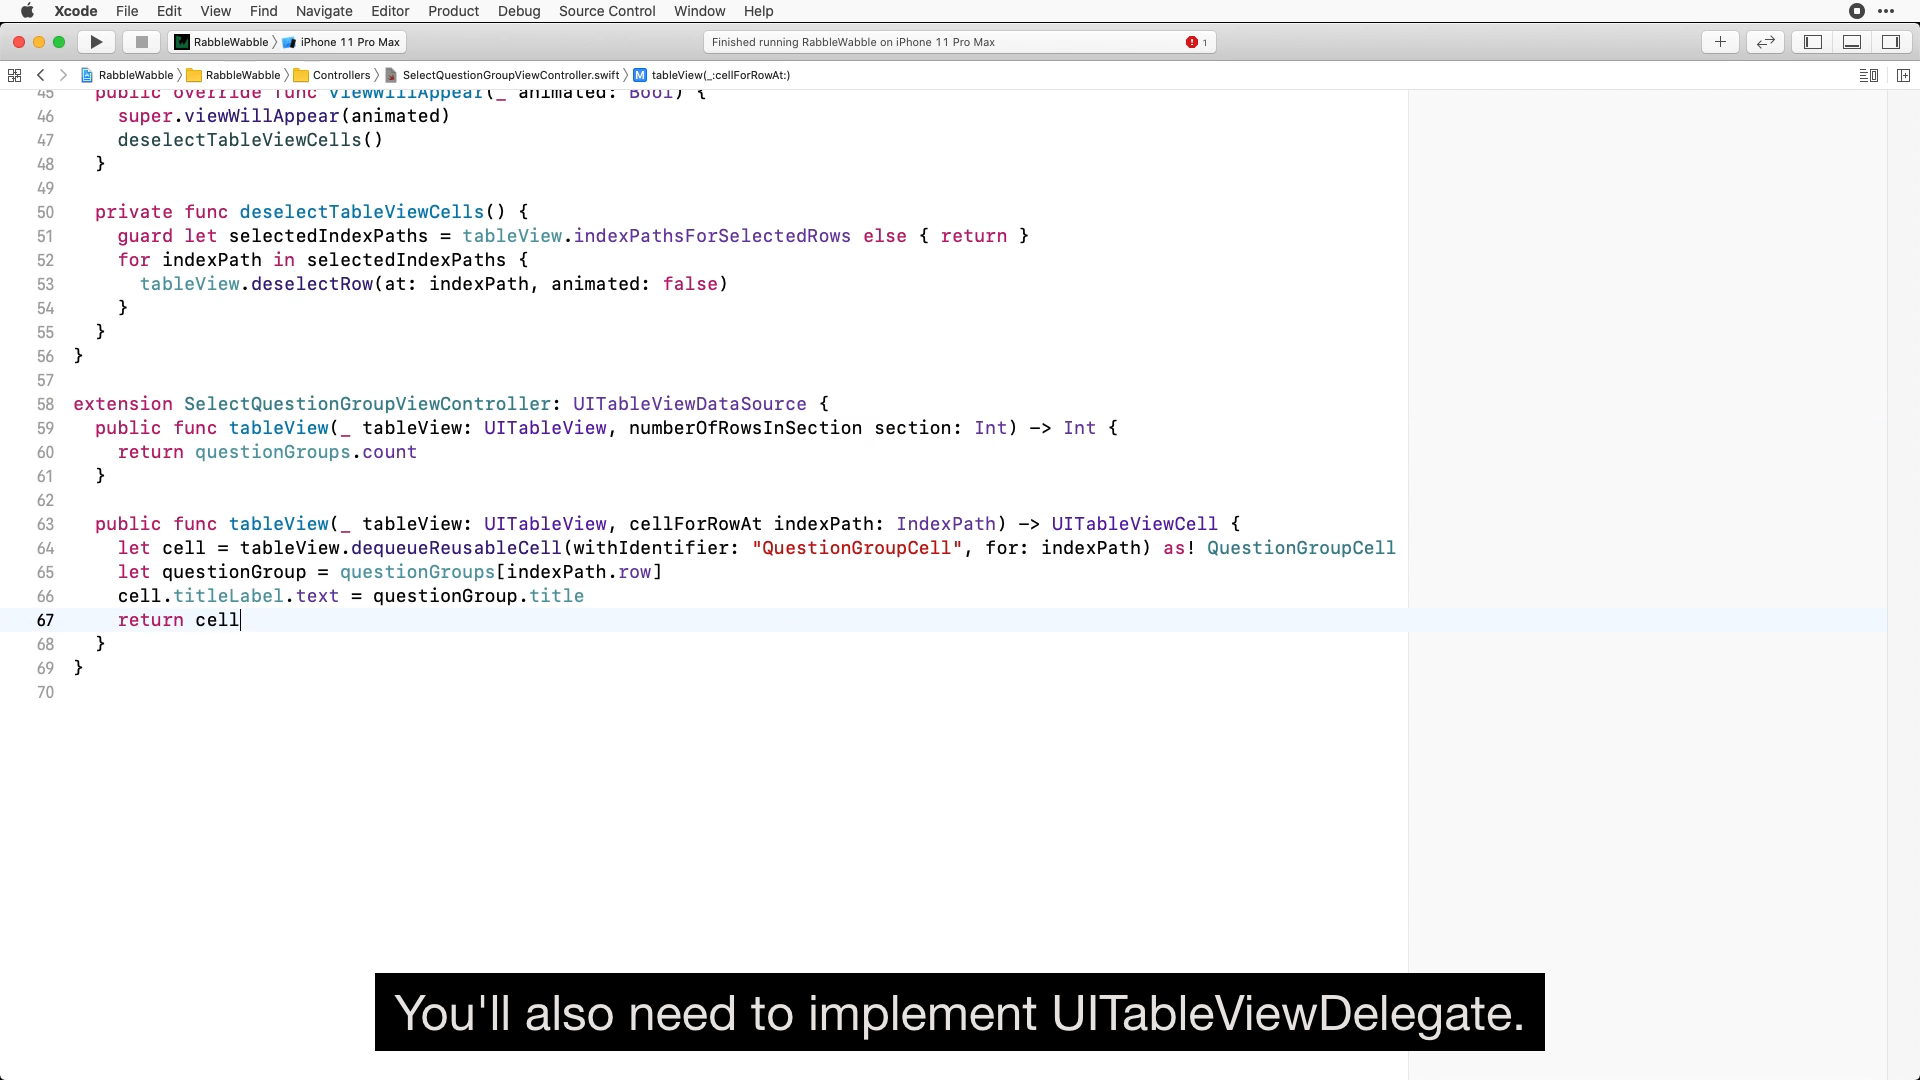 Xcode File Edit View Find Navigate Editor Product Debug Source Control Window Help
RabbleWabble iPhone 11 Pro Max Finished running RabbleWabble on iPhone 11 Pro Max 1
RabbleWabble RabbleWabble Controllers SelectQuestionGroupViewController.swift M tableView(_:cellForRowAt:)
45 public override func viewWillAppear(_ animated: Bool) {
46 super.viewWillAppear(animated)
47 deselectTableViewCells()
48 }
49
50 private func deselectTableViewCells() {
51 guard let selectedIndexPaths = tableView.indexPathsForSelectedRows else { return }
52 for indexPath in selectedIndexPaths {
53 tableView.deselectRow(at: indexPath, animated: false)
54 }
55 }
56 }
57
58 extension SelectQuestionGroupViewController: UITableViewDataSource {
59 public func tableView(_ tableView: UITableView, numberOfRowsInSection section: Int) -> Int {
60 return questionGroups.count
61 }
62
63 public func tableView(_ tableView: UITableView, cellForRowAt indexPath: IndexPath) -> UITableViewCell {
64 let cell = tableView.dequeueReusableCell(withIdentifier: "QuestionGroupCell", for: indexPath) as! QuestionGroupCell
65 let questionGroup = questionGroups[indexPath.row]
66 cell.titleLabel.text = questionGroup.title
67 return cell
68 }
69 }
70
You'll also need to implement UITableViewDelegate.